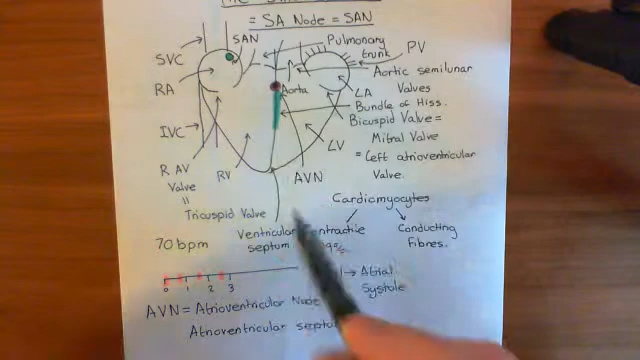 = SA Node = SAN
SAN
Pulmonary
trunk
PV
SVC
Aortic semilunar
Valves
RA
Aorta
LA
Bundle of Hiss.
Bicuspid Valve =
Mitral Valve
= Left atrioventricular
Valve.
IVC
LV
R AV
Valve
=
Tricuspid Valve
RV
AVN
Cardiomyocytes
Ventricular
septum
Conducting
fibres.
70 bpm
0 1 2 3
→ Atrial
Systole
AVN = Atrioventricular Node
Atrioventricular